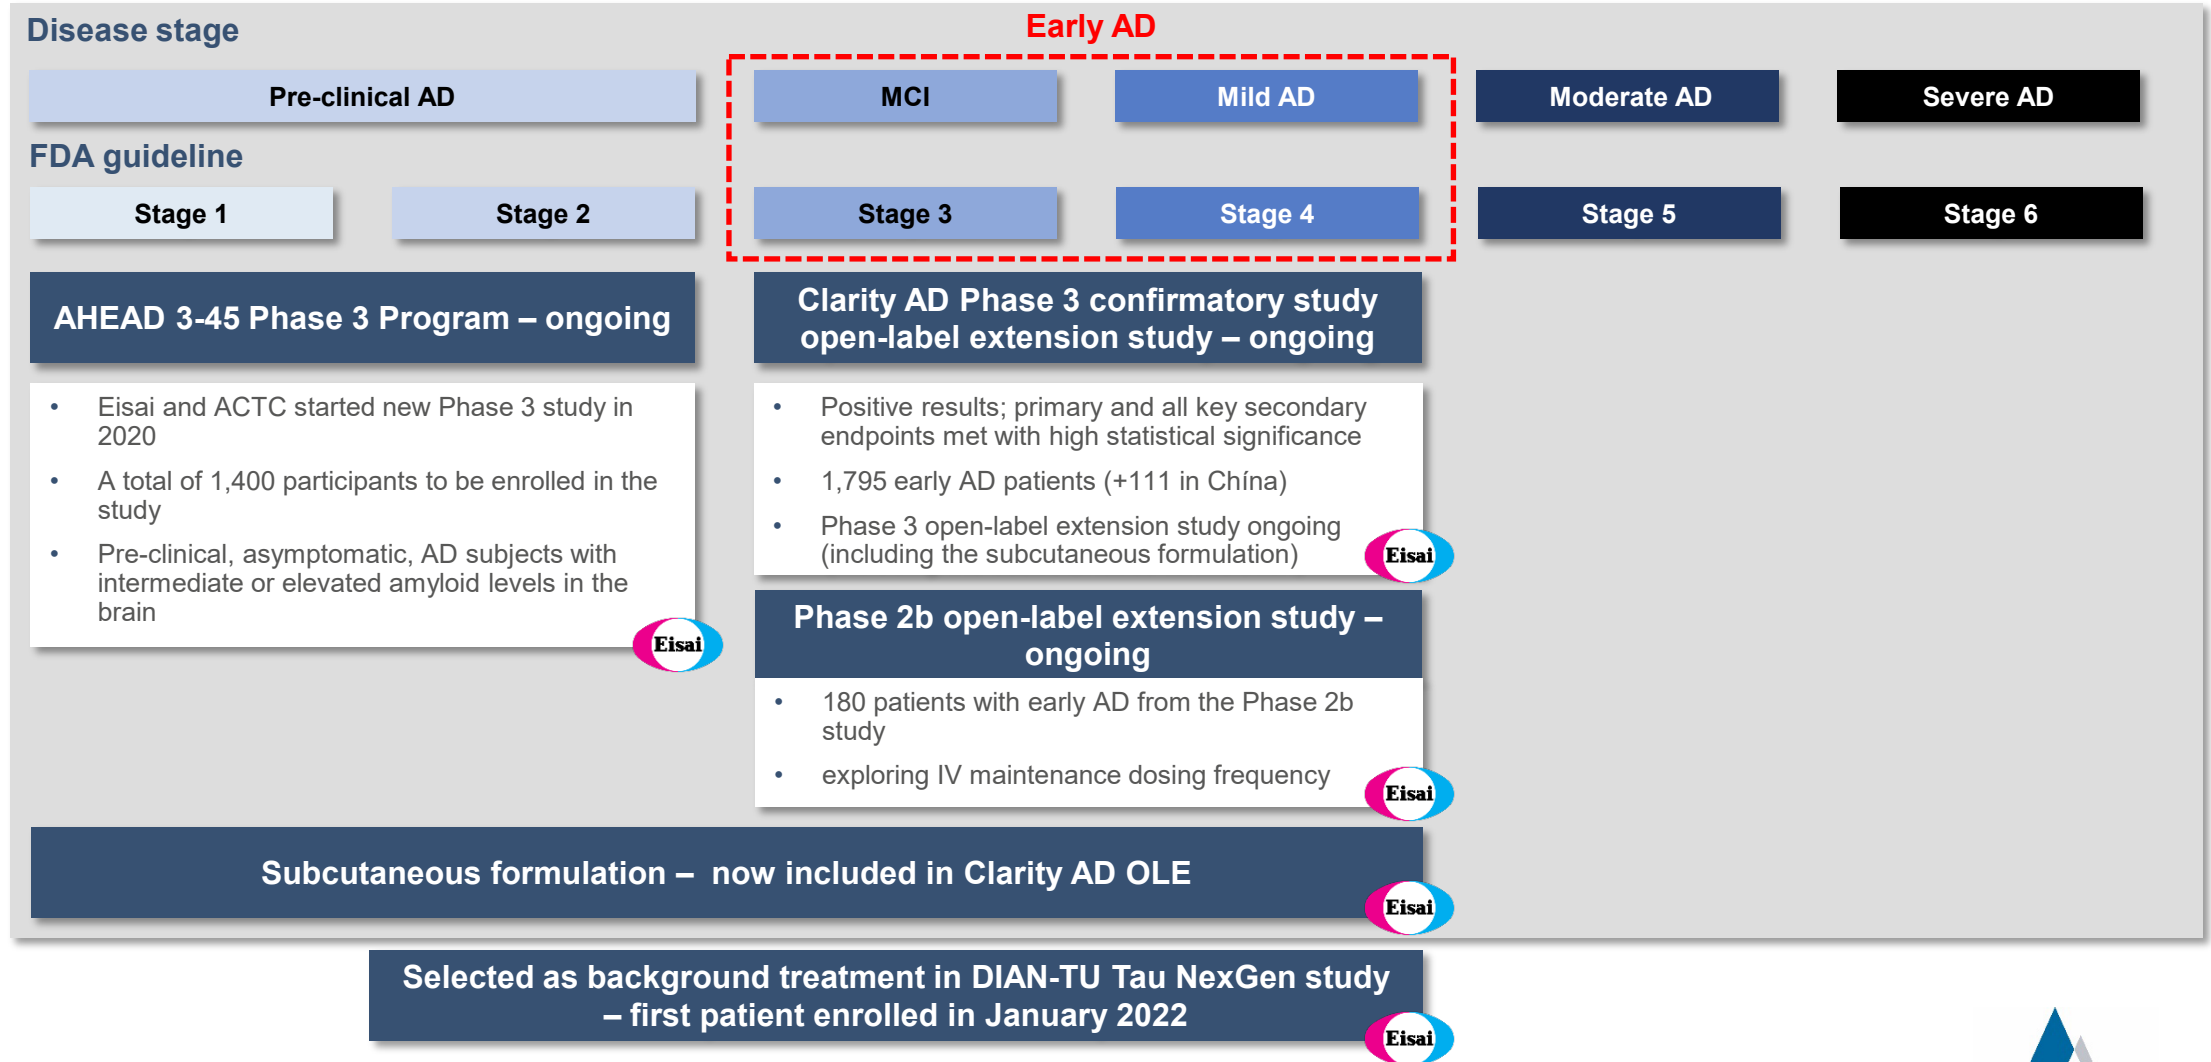 Disease stage
Early AD
Pre-clinical AD
MCI
Mild AD
Moderate AD
Severe AD
FDA guideline
Stage 1
Stage 2
Stage 3
Stage 4
Stage 5
Stage 6
AHEAD 3-45 Phase 3 Program – ongoing
• Eisai and ACTC started new Phase 3 study in
2020
• A total of 1,400 participants to be enrolled in the
study
• Pre-clinical, asymptomatic, AD subjects with
intermediate or elevated amyloid levels in the
brain
Eisai
Clarity AD Phase 3 confirmatory study
open-label extension study – ongoing
• Positive results; primary and all key secondary
endpoints met with high statistical significance
• 1,795 early AD patients (+111 in Chína)
• Phase 3 open-label extension study ongoing
(including the subcutaneous formulation)
Eisai
Phase 2b open-label extension study –
ongoing
• 180 patients with early AD from the Phase 2b
study
• exploring IV maintenance dosing frequency
Eisai
Subcutaneous formulation – now included in Clarity AD OLE
Eisai
Selected as background treatment in DIAN-TU Tau NexGen study
– first patient enrolled in January 2022
Eisai